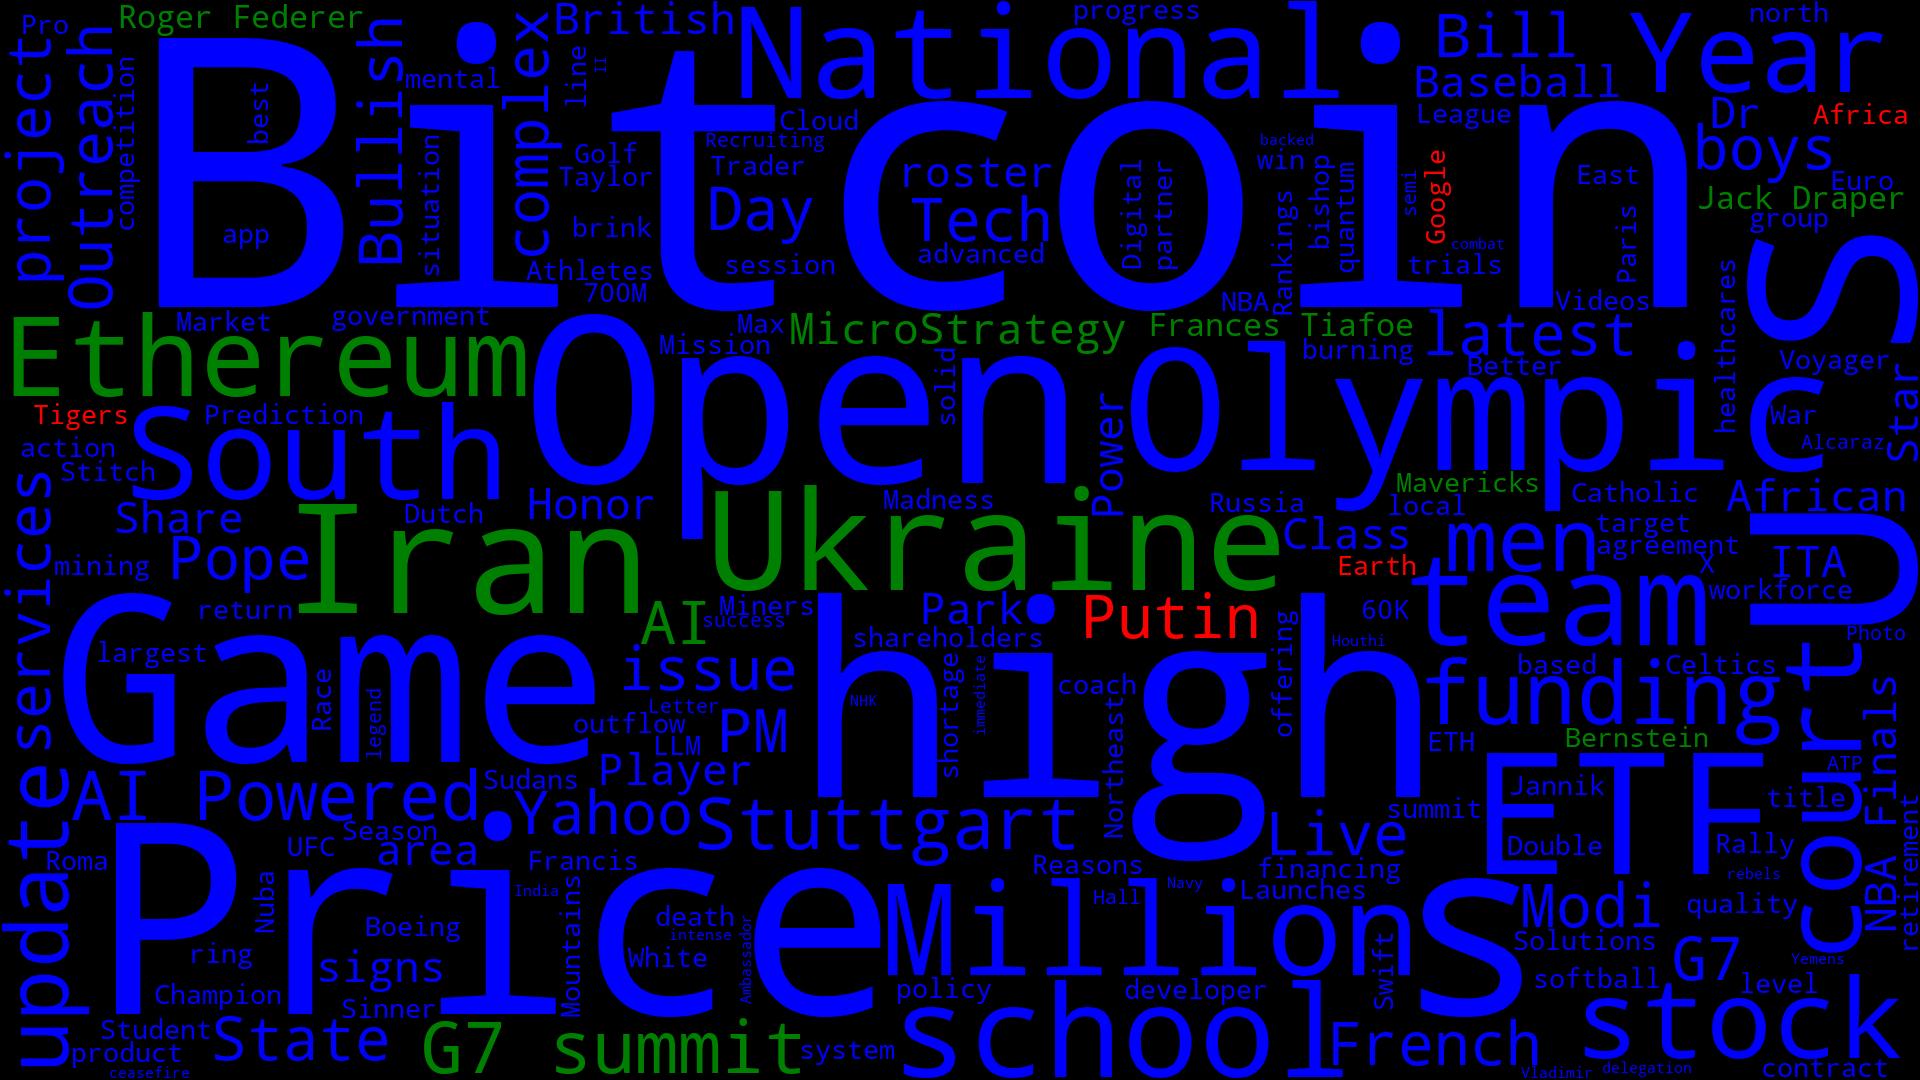 Pro
Roger Federer
project
Outreach
competition
Bitcoin
best
app
Bullish
mental
situation
complex
British
line
II
National
progress
Bill
Baseball
League
Year
north
Dr
Africa
boys
Euro
Jack Draper
group
Golf
Taylor
brink
Athletes
700M
Cloud
Recruiting
Trader
Day
session
roster
Tech
advanced
Digital
partner
backed
win
NBA
Rankings
bishop
quantum
Google
semi
combat
trials
East
Paris
Videos
Market
government
Ethereum
Open
Mission
Max
MicroStrategy
Frances Tiafoe
burning
latest
Better
healthcares
S
Voyager
Star
War
Alcaraz
Tigers
Prediction
action
Stitch
South
solid
Power
Olympic
Share
Dutch
Honor
Madness
Russia
Mavericks
local
Catholic
African
services
mining
Pope
Iran
Ukraine
Class
men
target
agreement
X
ITA
workforce
Earth
team
U
Photo
return
largest
Game
Race
legend
AI
Miners
success
Park
shareholders
Putin
60K
Houthi
offering
issue
Letter
outflow
LLM
PM
high
NHK
shortage
immediate
coach
Northeast
based
Celtics
funding
ETH
Bernstein
court
NBA Finals
ATP
update
AI Powered
Sudans
Player
Yahoo
Stuttgart
Live
summit
ETF
Jannik
Double
title
Rally
rebels
retirement
Roma
UFC
Season
area
Francis
Reasons
financing
Launches
Price
Nuba
India
Boeing
ring
signs
Champion
Sinner
Mountains
death
intense
White
Ambassador
Million
Hall
Navy
Swift
s
Modi
quality
Solutions
G7
softball
level
Yemens
policy
developer
Student
product
ceasefire
State
G7 summit
system
school
French
stock
Vladimir
delegation
contract